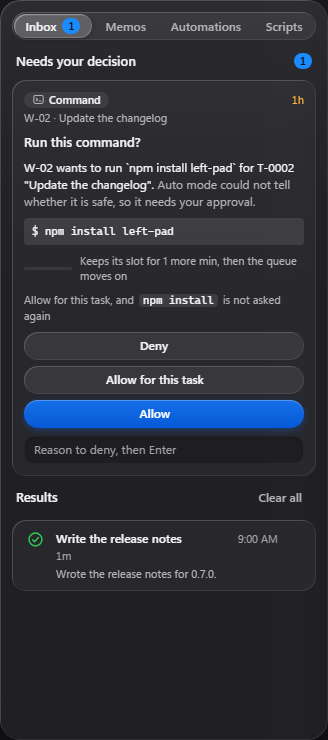 Inbox 1 Memos Automations Scripts
Needs your decision 1
Command 1h
W-02 · Update the changelog
Run this command?
W-02 wants to run `npm install left-pad` for T-0002
"Update the changelog". Auto mode could not tell
whether it is safe, so it needs your approval.
$ npm install left-pad
Keeps its slot for 1 more min, then the queue
moves on
Allow for this task, and npm install is not asked
again
Deny
Allow for this task
Allow
Reason to deny, then Enter
Results Clear all
Write the release notes 9:00 AM
1m
Wrote the release notes for 0.7.0.